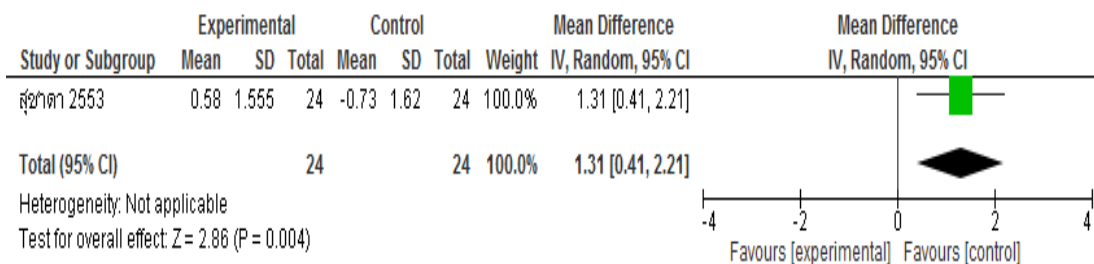 Experimental Control Mean Difference Mean Difference
Study or Subgroup Mean SD Total Mean SD Total Weight IV, Random, 95% CI IV, Random, 95% CI
สุชาดา 2553 0.58 1.555 24 -0.73 1.62 24 100.0% 1.31 [0.41, 2.21]
Total (95% CI) 24 24 100.0% 1.31 [0.41, 2.21]
Heterogeneity: Not applicable
Test for overall effect: Z = 2.86 (P = 0.004)
-4 -2 0 2 4
Favours [experimental] Favours [control]